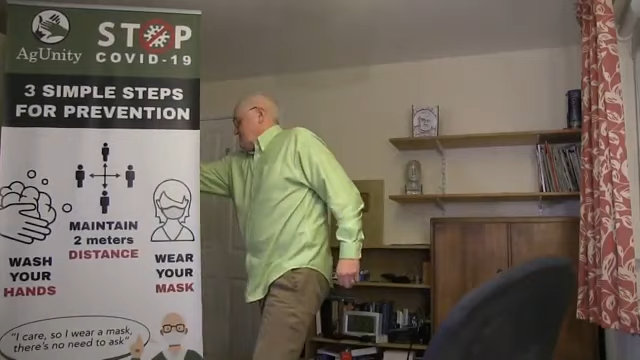 AgUnity
STOP
COVID-19
3 SIMPLE STEPS
FOR PREVENTION
MAINTAIN
2 meters
DISTANCE
WASH
YOUR
HANDS
WEAR
YOUR
MASK
"I care, so I wear a mask,
there's no need to ask"